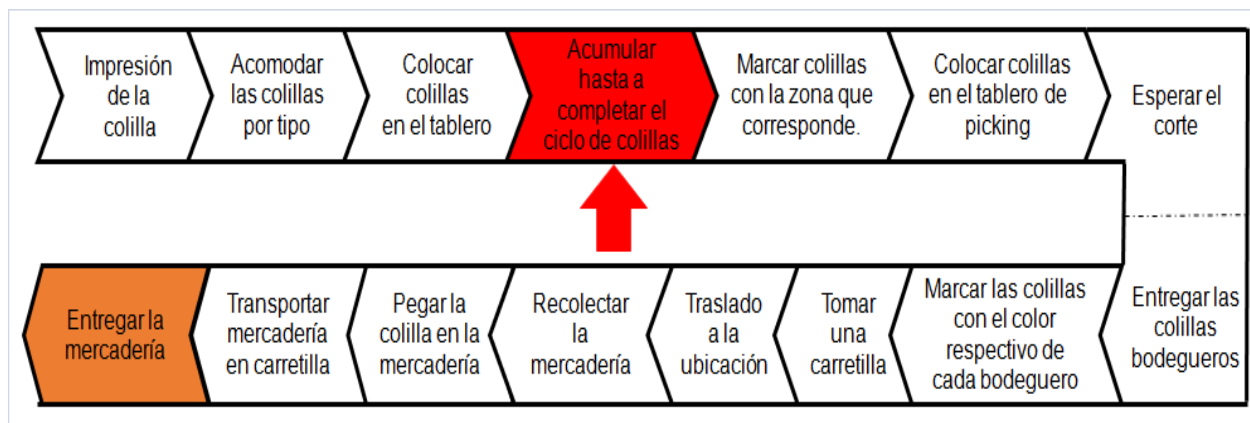 Impresión
de la
colilla
Acomodar
las colillas
por tipo
Colocar
colillas
en el tablero
Acumular
hasta a
completar el
ciclo de colillas
Marcar colillas
con la zona que
corresponde.
Colocar colillas
en el tablero de
picking
Esperar el
corte
Entregar la
mercadería
Transportar
mercadería
en carretilla
Pegar la
colilla en la
mercadería
Recolectar
la
mercadería
Traslado
a la
ubicación
Tomar
una
carretilla
Marcar las colillas
con el color
respectivo de
cada bodeguero
Entregar las
colillas
bodegueros